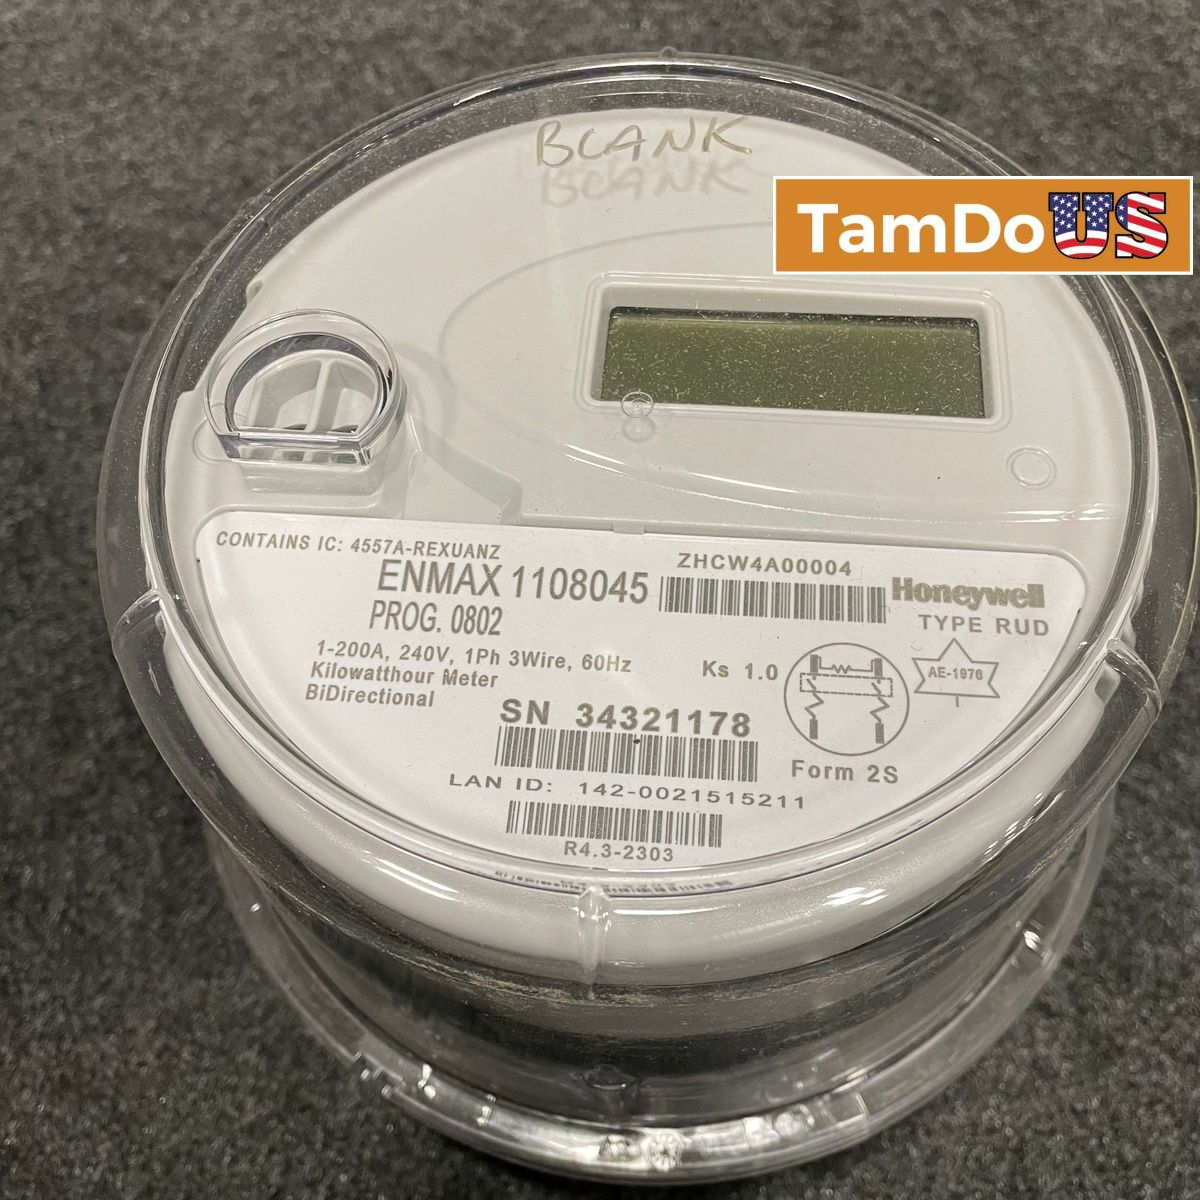 BLANK
TamDoUS
CONTAINS IC: 4557A-REXUANZ
ENMAX 1108045
PROG. 0802
ZHCW4A00004
Honeywell
TYPE RUD
1-200A, 240V, 1Ph 3Wire, 60Hz
Kilowatthour Meter
BiDirectional
Ks 1.0
AE-1976
SN 34321178
Form 2S
LAN ID: 142-0021515211
R4.3-2303